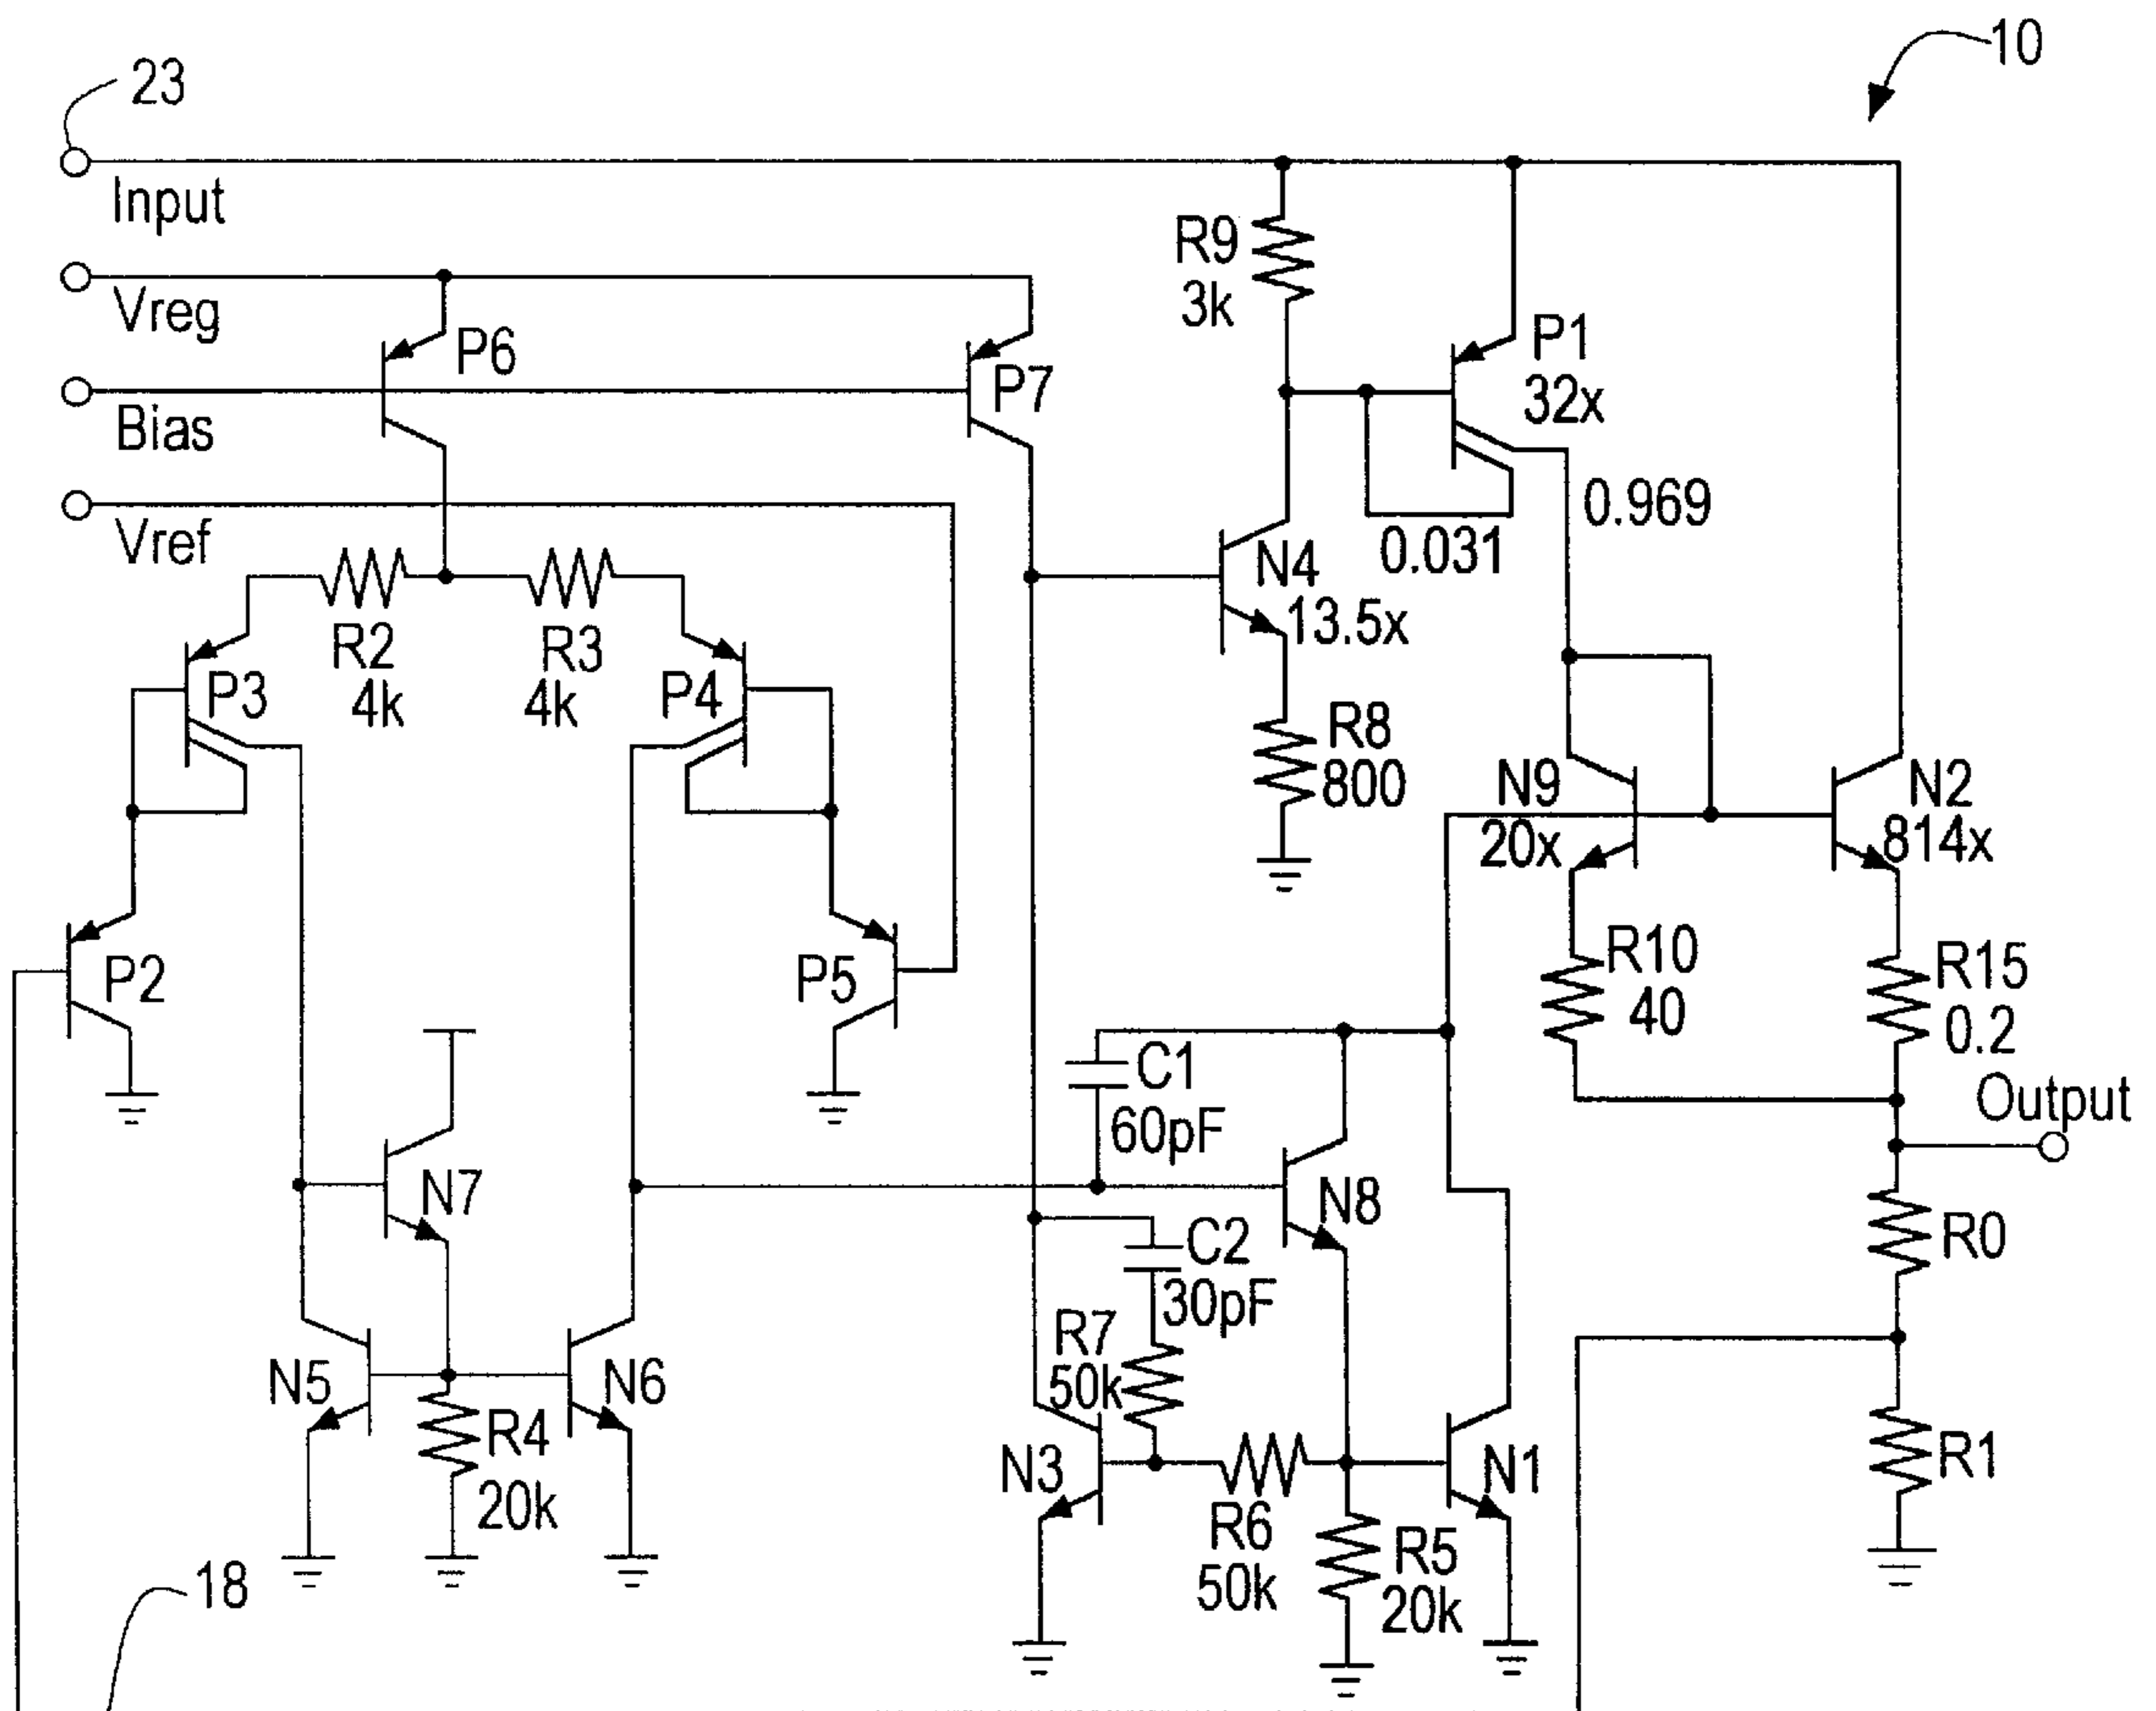 10
23
Input
R9
3k
Vreg
P6
P7
P1
32x
Bias
0.969
Vref
0.031
N4
13.5x
R2
4k
R3
4k
P3
P4
R8
800
N9
20x
N2
814x
P2
P5
R10
40
R15
0.2
Output
C1
60pF
N7
N8
C2
30pF
R0
R7
50k
N5
R4
20k
N6
N3
R6
50k
R5
20k
N1
R1
18